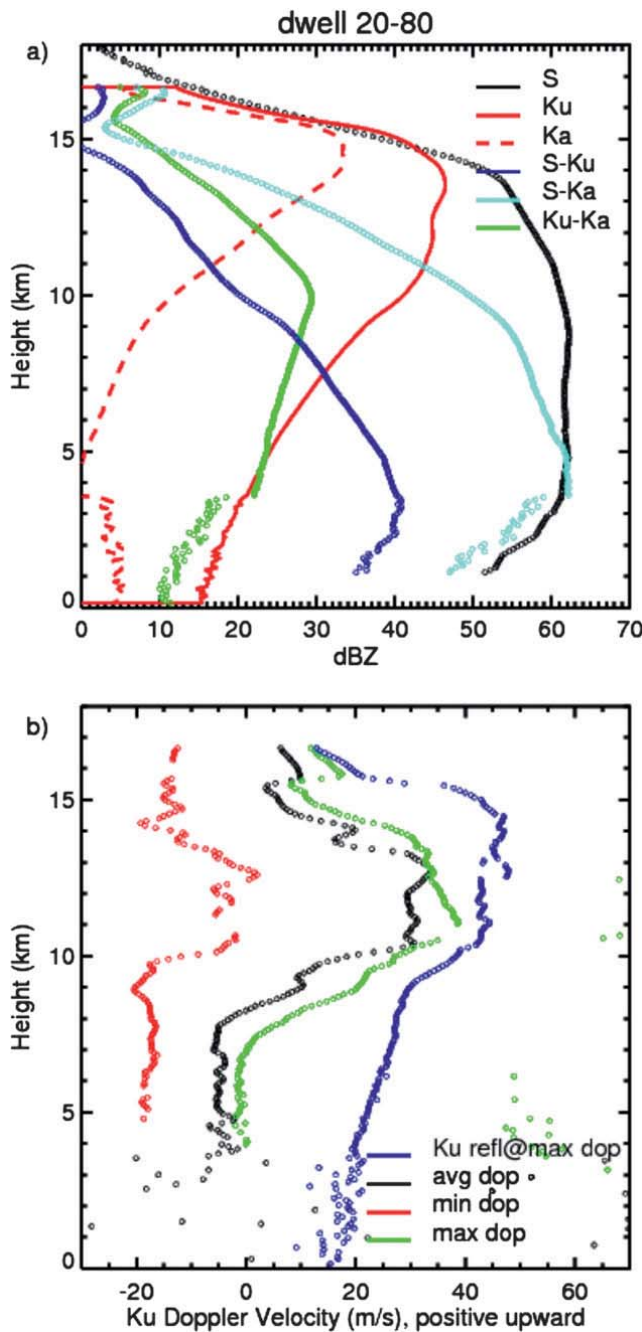 dwell 20-80
a)
S
Ku
Ka
S-Ku
S-Ka
Ku-Ka
15
10
5
0
Height (km)
0 10 20 30 40 50 60 70
dBZ
b)
15
10
5
0
Height (km)
Ku refl@max dop
avg dop
min dop
max dop
-20 0 20 40 60
Ku Doppler Velocity (m/s), positive upward